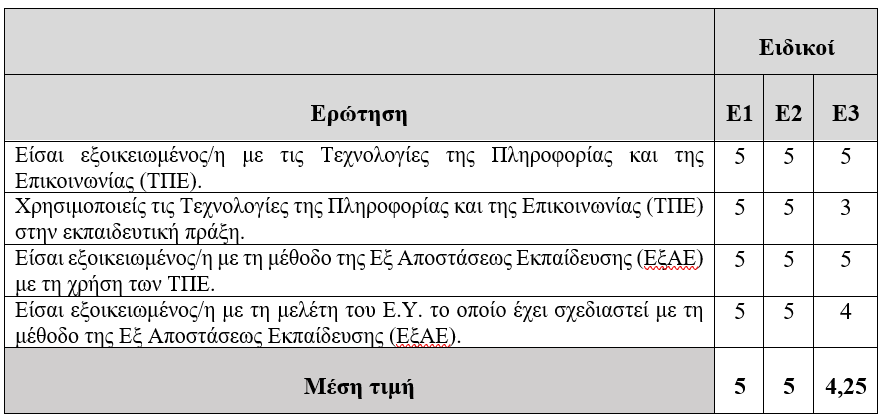 Ειδικοί
Ερώτηση E1 E2 E3
Είσαι εξοικειωμένος/η με τις Τεχνολογίες της Πληροφορίας και της 5 5 5
Επικοινωνίας (ΤΠΕ).
Χρησιμοποιείς τις Τεχνολογίες της Πληροφορίας και της Επικοινωνίας (ΤΠΕ) 5 5 3
στην εκπαιδευτική πράξη.
Είσαι εξοικειωμένος/η με τη μέθοδο της Εξ Αποστάσεως Εκπαίδευσης (ΕξΑΕ) 5 5 5
με τη χρήση των ΤΠΕ.
Είσαι εξοικειωμένος/η με τη μελέτη του Ε.Υ. το οποίο έχει σχεδιαστεί με τη 5 5 4
μέθοδο της Εξ Αποστάσεως Εκπαίδευσης (ΕξΑΕ).
Μέση τιμή 5 5 4,25